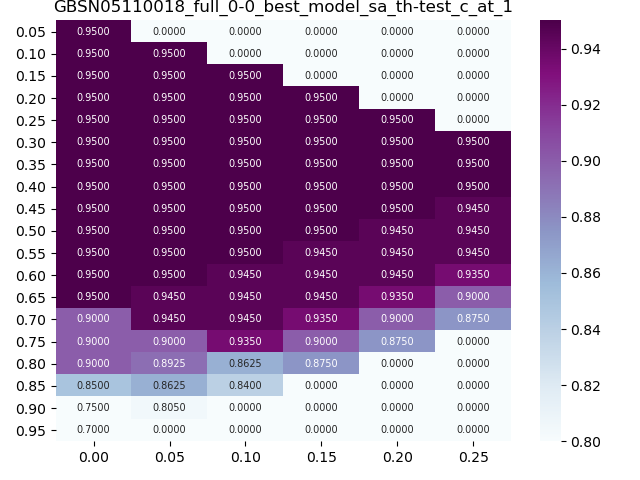 GBSN05110018_full_0-0_best_model_sa_th-test_c_at_1
0.05 0.9500 0.0000 0.0000 0.0000 0.0000 0.0000
0.10 0.9500 0.9500 0.0000 0.0000 0.0000 0.0000
0.15 0.9500 0.9500 0.9500 0.0000 0.0000 0.0000
0.20 0.9500 0.9500 0.9500 0.9500 0.0000 0.0000
0.25 0.9500 0.9500 0.9500 0.9500 0.9500 0.0000
0.30 0.9500 0.9500 0.9500 0.9500 0.9500 0.9500
0.35 0.9500 0.9500 0.9500 0.9500 0.9500 0.9500
0.40 0.9500 0.9500 0.9500 0.9500 0.9500 0.9500
0.45 0.9500 0.9500 0.9500 0.9500 0.9500 0.9450
0.50 0.9500 0.9500 0.9500 0.9500 0.9450 0.9450
0.55 0.9500 0.9500 0.9500 0.9450 0.9450 0.9450
0.60 0.9500 0.9500 0.9450 0.9450 0.9450 0.9350
0.65 0.9500 0.9450 0.9450 0.9450 0.9350 0.9000
0.70 0.9000 0.9450 0.9450 0.9350 0.9000 0.8750
0.75 0.9000 0.9000 0.9350 0.9000 0.8750 0.0000
0.80 0.9000 0.8925 0.8625 0.8750 0.0000 0.0000
0.85 0.8500 0.8625 0.8400 0.0000 0.0000 0.0000
0.90 0.7500 0.8050 0.0000 0.0000 0.0000 0.0000
0.95 0.7000 0.0000 0.0000 0.0000 0.0000 0.0000
0.00 0.05 0.10 0.15 0.20 0.25
0.94
0.92
0.90
0.88
0.86
0.84
0.82
0.80